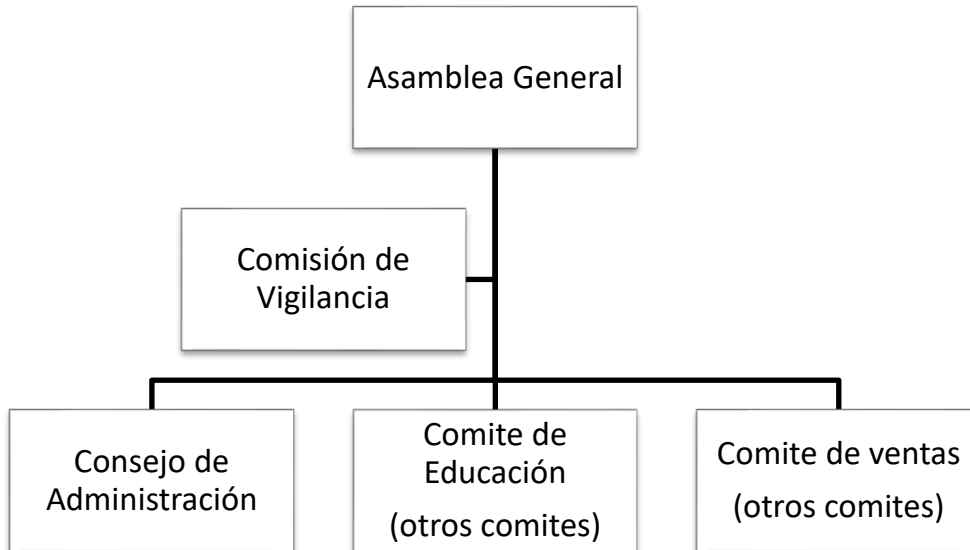 Asamblea General
Comisión de
Vigilancia
Consejo de
Administración
Comite de
Educación
(otros comites)
Comite de ventas
(otros comites)